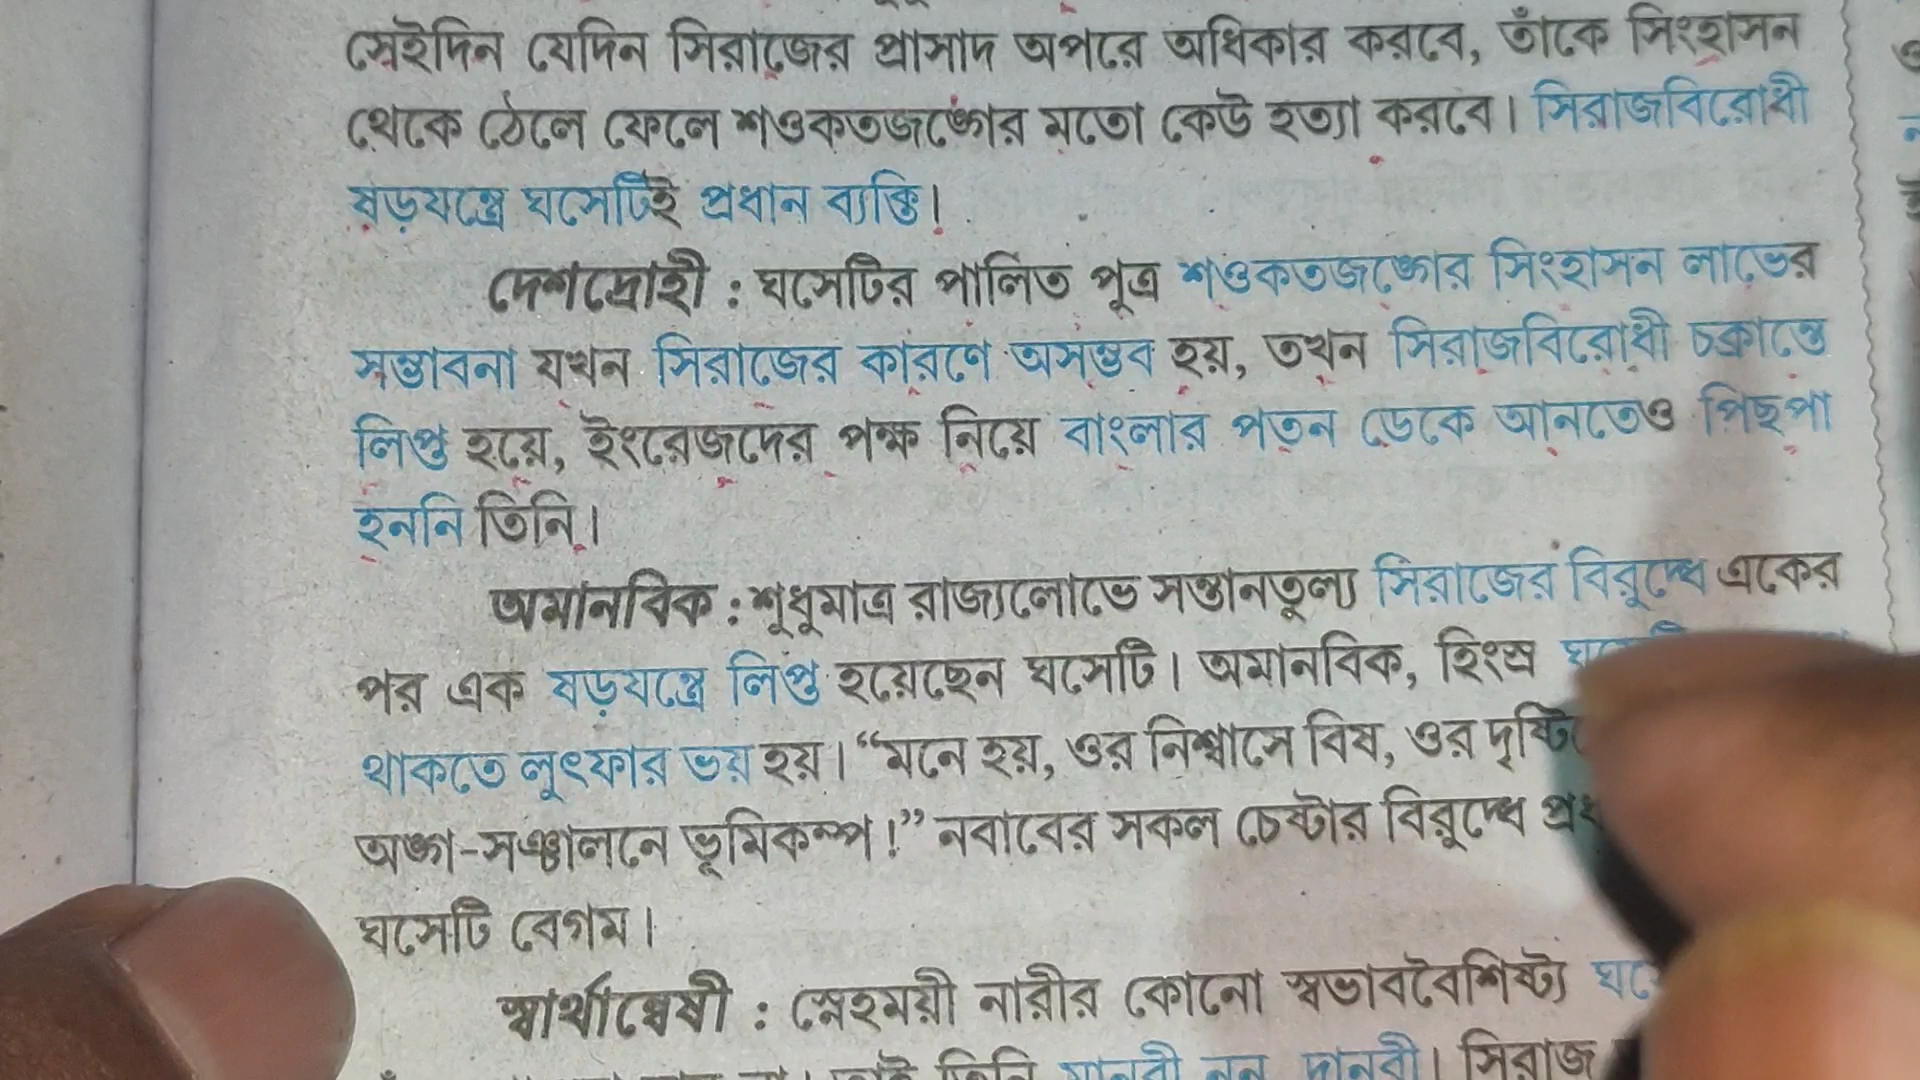 সেইদিন যেদিন সিরাজের প্রাসাদ অপরে অধিকার করবে, তাঁকে সিংহাসন
থেকে ঠেলে ফেলে শওকতজঙ্গের মতো কেউ হত্যা করবে। সিরাজবিরোধী
ষড়যন্ত্রে ঘসেটিই প্রধান ব্যক্তি।
দেশদ্রোহী : ঘসেটির পালিত পুত্র শওকতজঙ্গের সিংহাসন লাভের
সম্ভাবনা যখন সিরাজের কারণে অসম্ভব হয়, তখন সিরাজবিরোধী চক্রান্তে
লিপ্ত হয়ে, ইংরেজদের পক্ষ নিয়ে বাংলার পতন ডেকে আনতেও পিছপা
হননি তিনি।
অমানবিক : শুধুমাত্র রাজ্যলোভে সন্তানতুল্য সিরাজের বিরুদ্ধে একের
পর এক ষড়যন্ত্রে লিপ্ত হয়েছেন ঘসেটি। অমানবিক, হিংস্র
থাকতে লুৎফার ভয় হয়। “মনে হয়, ওর নিশ্বাসে বিষ, ওর
অঙ্গ-সঞ্চালনে ভূমিকম্প!” নবাবের সকল চেষ্টার বিরুদ্ধে
ঘসেটি বেগম।
স্বার্থান্বেষী : স্নেহময়ী নারীর কোনো স্বভাববৈশিষ্ট্য
তাই তিনি মানবী নন, দানবী। সিরাজ